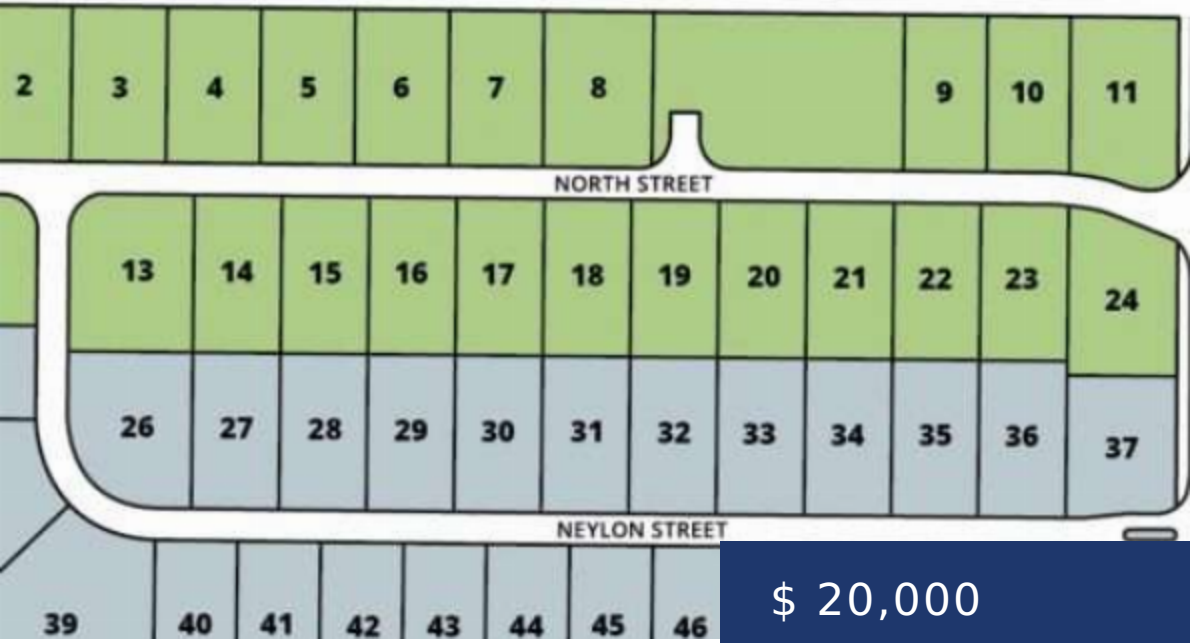 2 3 4 5 6 7 8 9 10 11
NORTH STREET
13 14 15 16 17 18 19 20 21 22 23 24
26 27 28 29 30 31 32 33 34 35 36 37
NEYLON STREET
$ 20,000
39 40 41 42 43 44 45 46